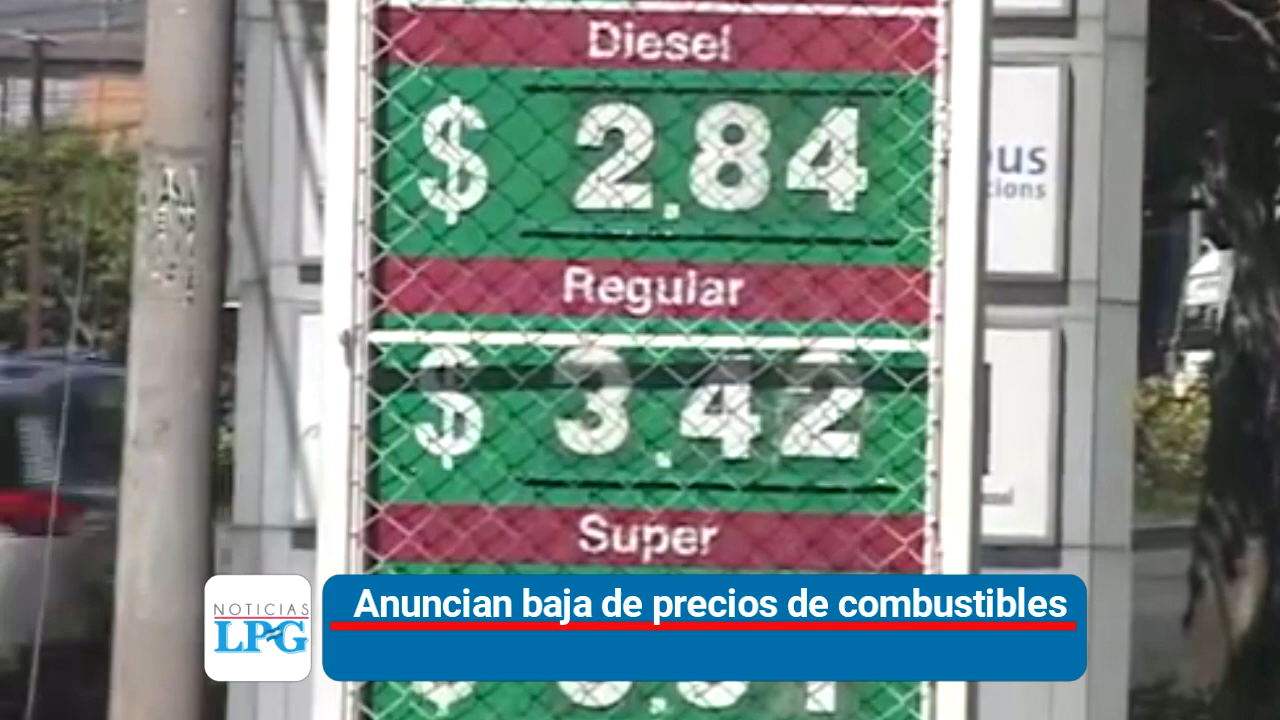 Diesel
$ 2.84
Regular
$ 3.42
Super
NOTICIAS
LPG
Anuncian baja de precios de combustibles